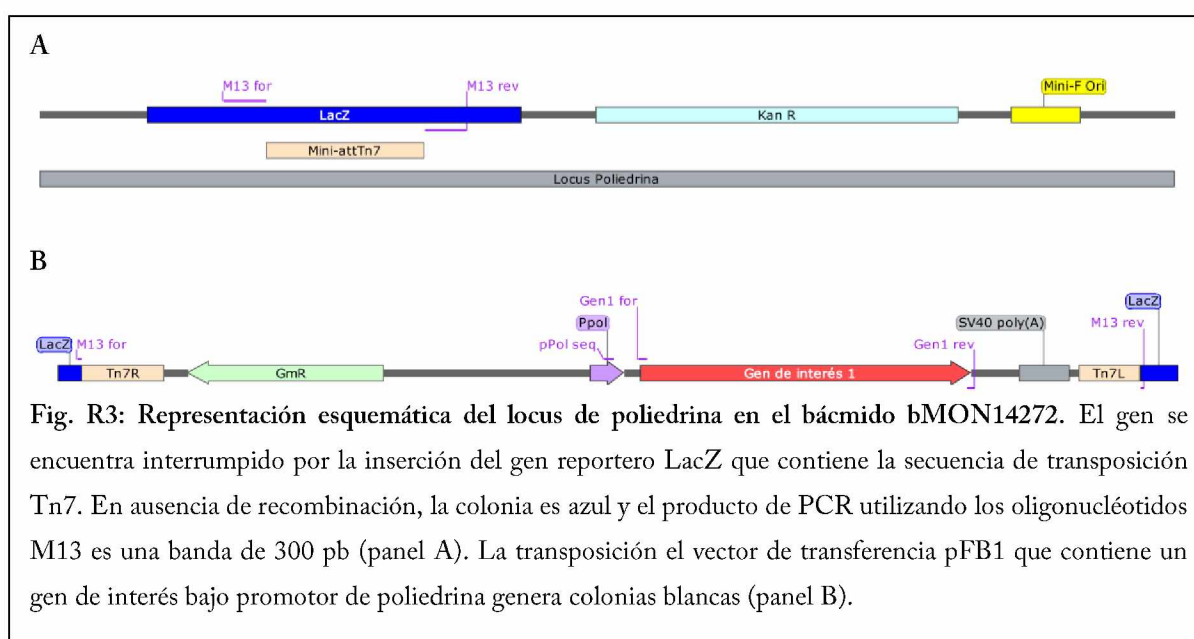 A
M13 for
M13 rev
Mini-F Ori
LacZ
Kan R
Mini-attTn7
Locus Poliedrina
B
Gen1 for
LacZ
Ppol
SV40 poly(A)
M13 rev
LacZ
M13 for
pPol seq
Gen1 rev
Tn7R
GmR
Gen de interés 1
Tn7L
Fig. R3: Representación esquemática del locus de poliedrina en el bácmido bMON14272. El gen se
encuentra interrumpido por la inserción del gen reportero LacZ que contiene la secuencia de transposición
Tn7. En ausencia de recombinación, la colonia es azul y el producto de PCR utilizando los oligonucléotidos
M13 es una banda de 300 pb (panel A). La transposición el vector de transferencia pFB1 que contiene un
gen de interés bajo promotor de poliedrina genera colonias blancas (panel B).